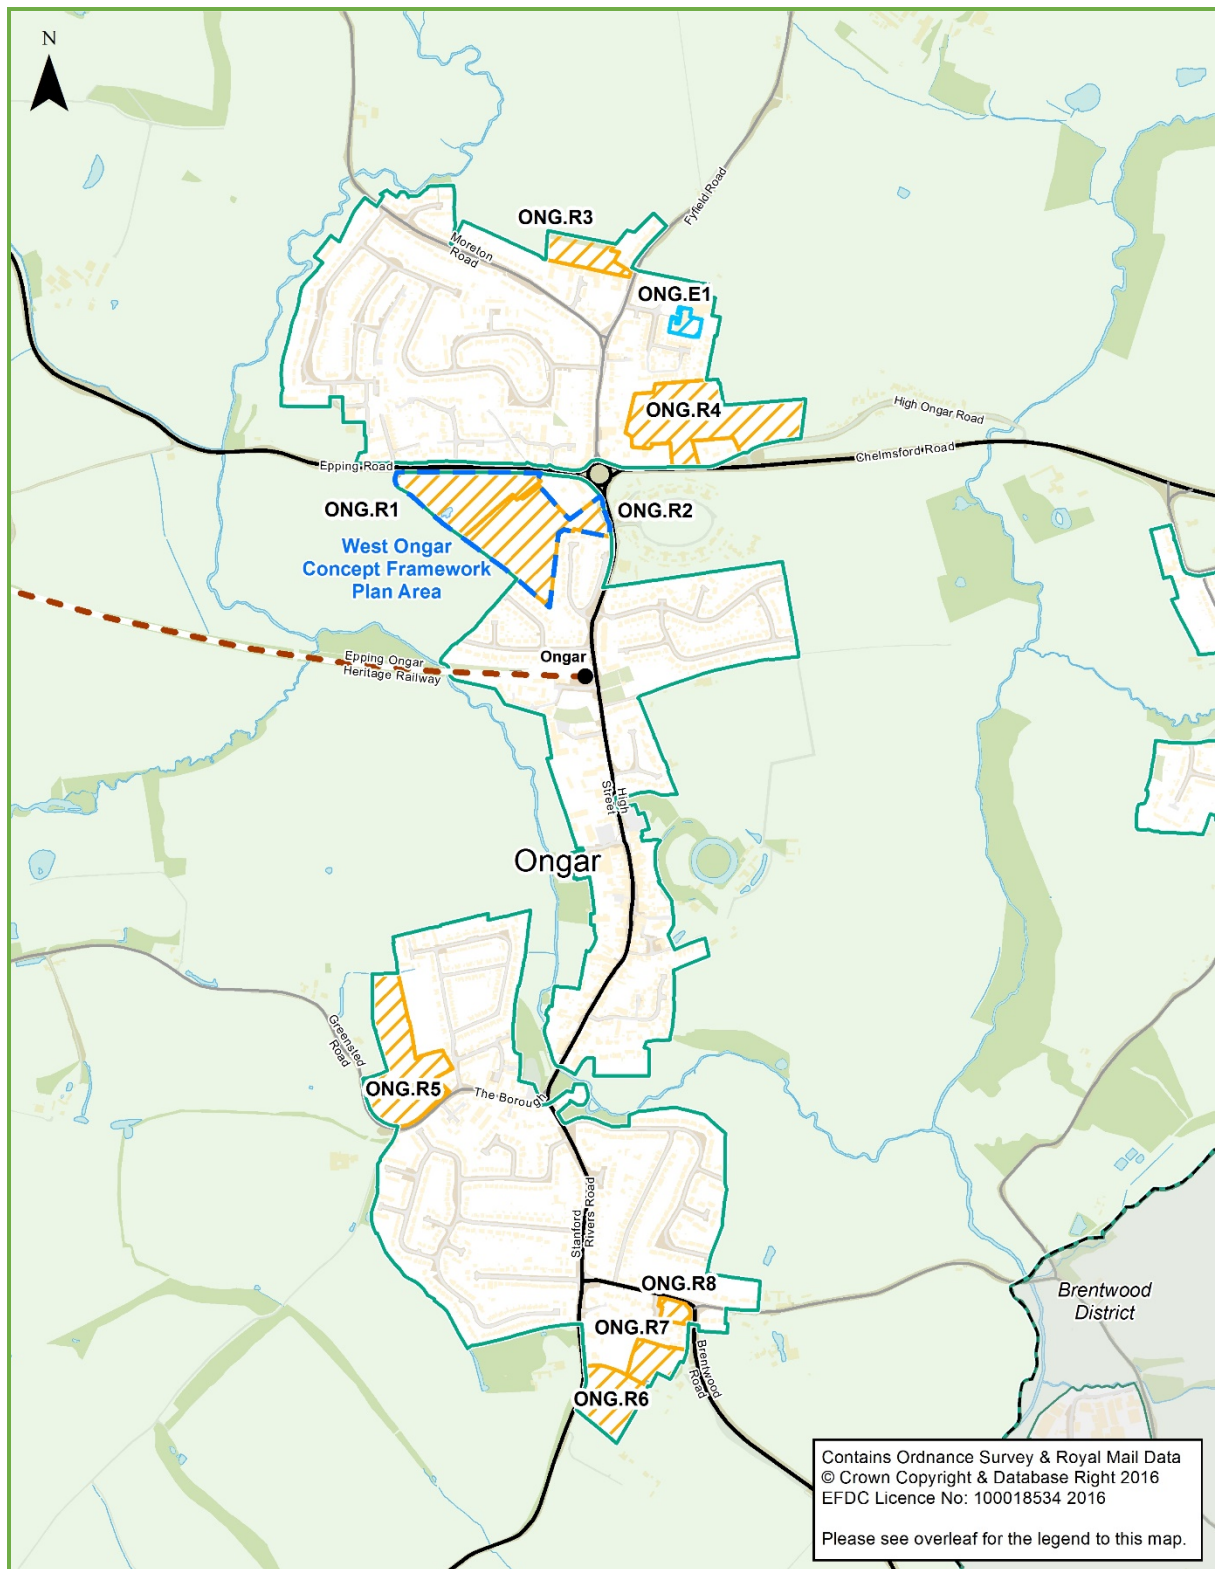 N
ONG.R3
Fyfield Road
Moreton
Road
ONG.E1
ONG.R4
High Ongar Road
Chelmsford Road
Epping Road
ONG.R1
ONG.R2
West Ongar
Concept Framework
Plan Area
Epping Ongar
Heritage Railway
Ongar
High
Street
Ongar
Greensted
Road
ONG.R5
The Borough
Stanford
Rivers Road
ONG.R8
Brentwood
District
ONG.R7
Brentwood
Road
ONG.R6
Contains Ordnance Survey & Royal Mail Data
© Crown Copyright & Database Right 2016
EFDC Licence No: 100018534 2016
Please see overleaf for the legend to this map.